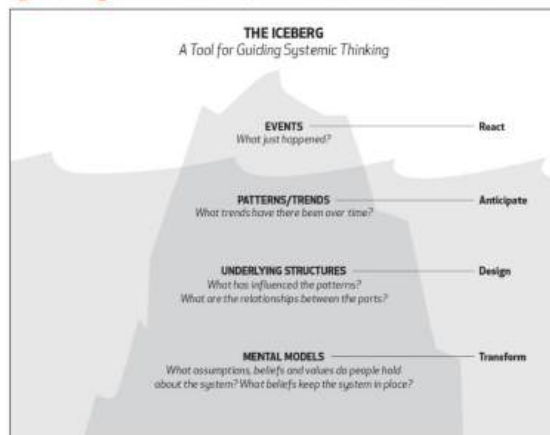 THE ICEBERG
A Tool for Guiding Systemic Thinking
EVENTS
React
What just happened?
PATTERNS/TRENDS
Anticipate
What trends have there been over time?
UNDERLYING STRUCTURES
Design
What has influenced the patterns?
What are the relationships between the parts?
MENTAL MODELS
Transform
What assumptions, beliefs and values do people hold
about the system? What beliefs keep the system in place?